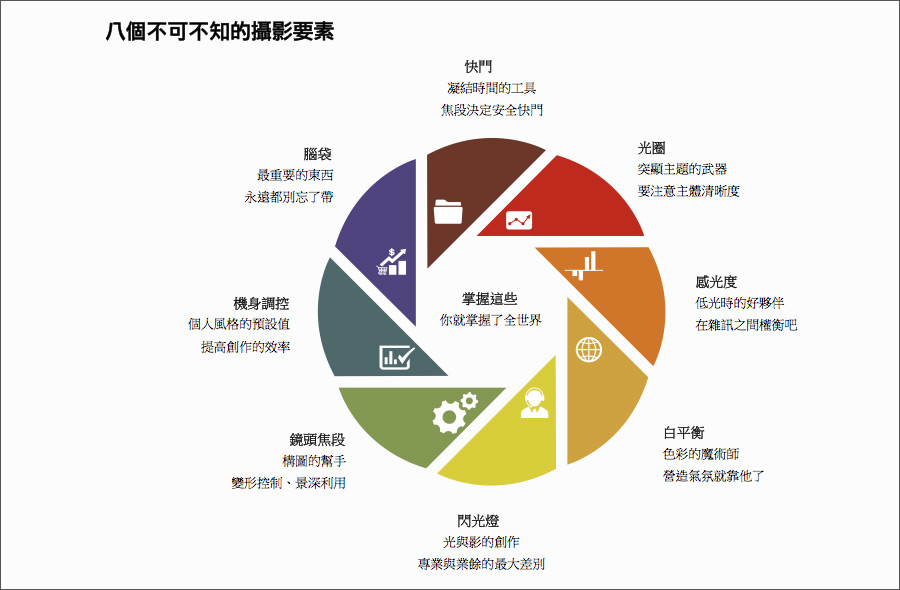 八個不可不知的攝影要素
快門
凝結時間的工具
焦段決定安全快門
光圈
突顯主題的武器
要注意主體清晰度
感光度
低光時的好夥伴
在雜訊之間權衡吧
白平衡
色彩的魔術師
營造氣氛就靠他了
閃光燈
光與影的創作
專業與業餘的最大差別
鏡頭焦段
構圖的幫手
變形控制、景深利用
機身調控
個人風格的預設值
提高創作的效率
腦袋
最重要的東西
永遠都別忘了帶
掌握這些
你就掌握了全世界
$